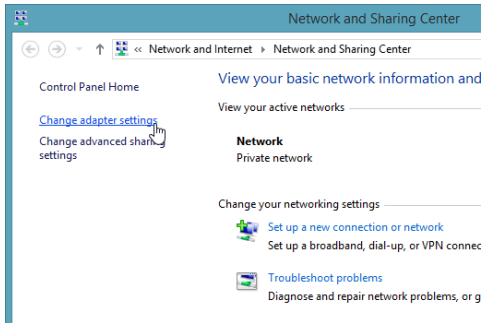 Network and Sharing Center
« Network and Internet Network and Sharing Center
Control Panel Home
Change adapter settings
Change advanced sharing
settings
View your basic network information and
View your active networks
Network
Private network
Change your networking settings
Set up a new connection or network
Set up a broadband, dial-up, or VPN connec
Troubleshoot problems
Diagnose and repair network problems, or g